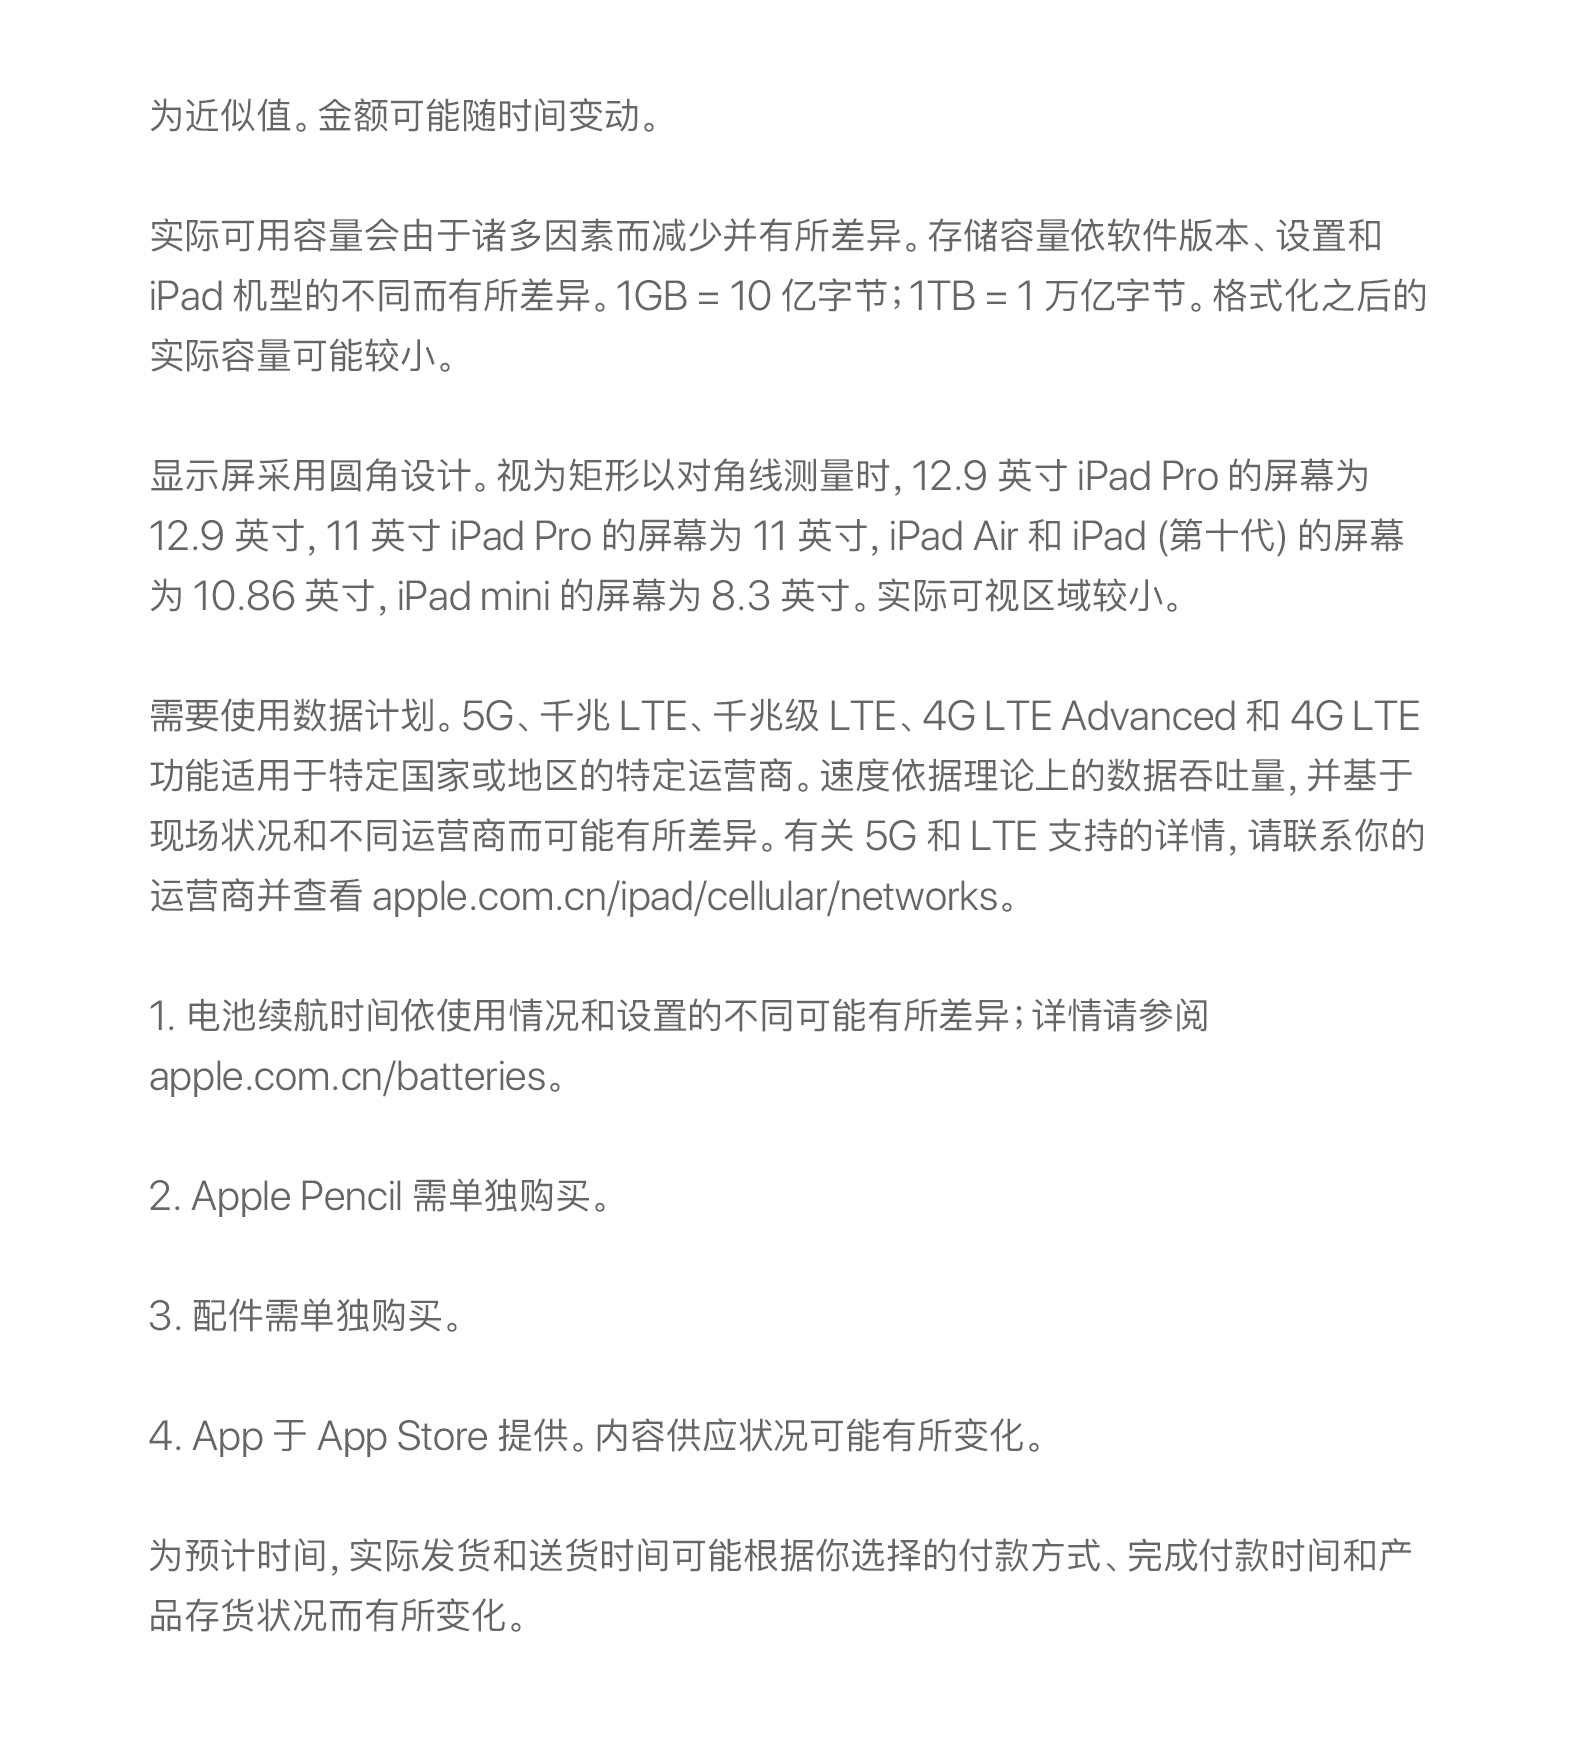 为近似值。金额可能随时间变动。
实际可用容量会由于诸多因素而减少并有所差异。存储容量依软件版本、设置和
iPad 机型的不同而有所差异。1GB = 10 亿字节；1TB = 1 万亿字节。格式化之后的
实际容量可能较小。
显示屏采用圆角设计。视为矩形以对角线测量时，12.9 英寸 iPad Pro 的屏幕为
12.9 英寸，11 英寸 iPad Pro 的屏幕为 11 英寸，iPad Air 和 iPad (第十代) 的屏幕
为 10.86 英寸，iPad mini 的屏幕为 8.3 英寸。实际可视区域较小。
需要使用数据计划。5G、千兆 LTE、千兆级 LTE、4G LTE Advanced 和 4G LTE
功能适用于特定国家或地区的特定运营商。速度依据理论上的数据吞吐量，并基于
现场状况和不同运营商而可能有所差异。有关 5G 和 LTE 支持的详情，请联系你的
运营商并查看 apple.com.cn/ipad/cellular/networks。
1. 电池续航时间依使用情况和设置的不同可能有所差异；详情请参阅
apple.com.cn/batteries。
2. Apple Pencil 需单独购买。
3. 配件需单独购买。
4. App 于 App Store 提供。内容供应状况可能有所变化。
为预计时间，实际发货和送货时间可能根据你选择的付款方式、完成付款时间和产
品存货状况而有所变化。